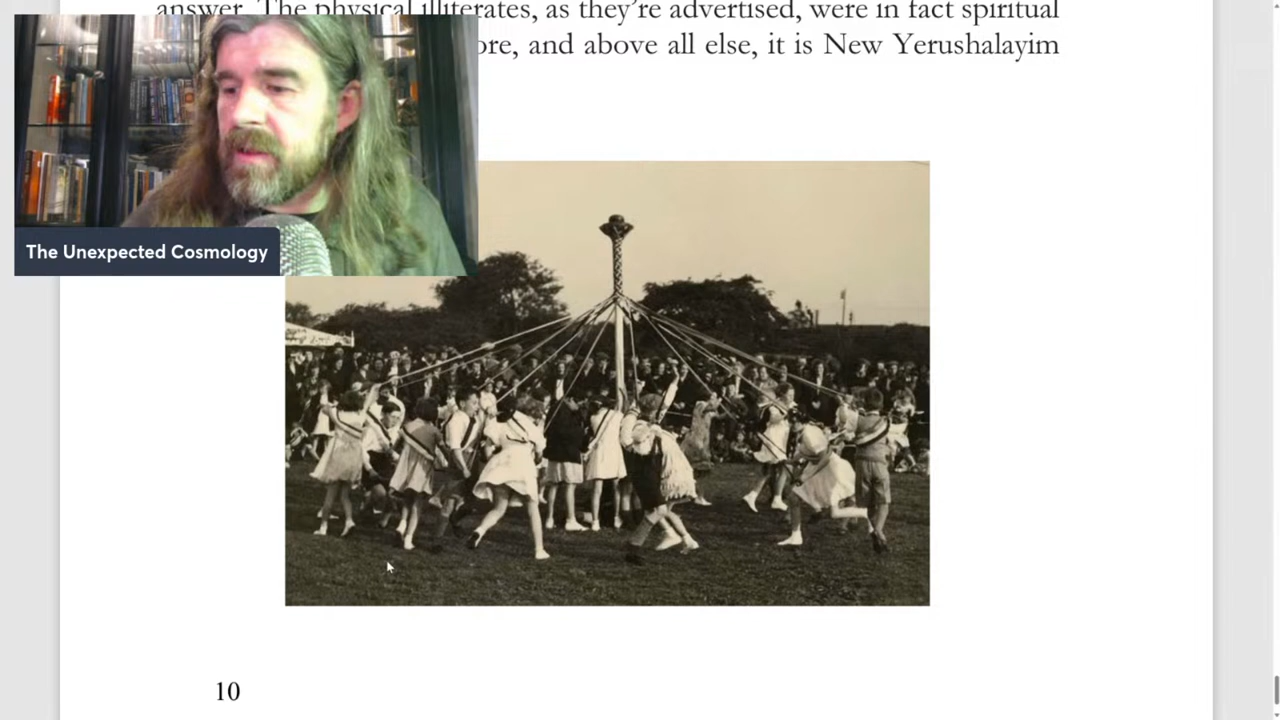 answer. The physical illiterates, as they're advertised, were in fact spiritual
ore, and above all else, it is New Yerushalayim
The Unexpected Cosmology
10